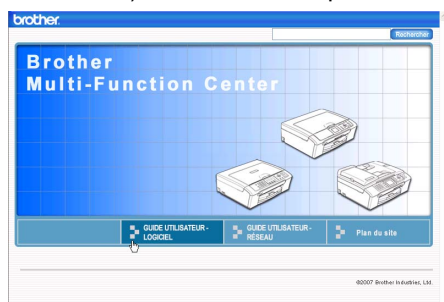 brother.
Rechercher
Brother
Multi-Function Center
GUIDE UTILISATEUR -
LOGICIEL
GUIDE UTILISATEUR -
RÉSEAU
Plan du site
©2007 Brother Industries, Ltd.